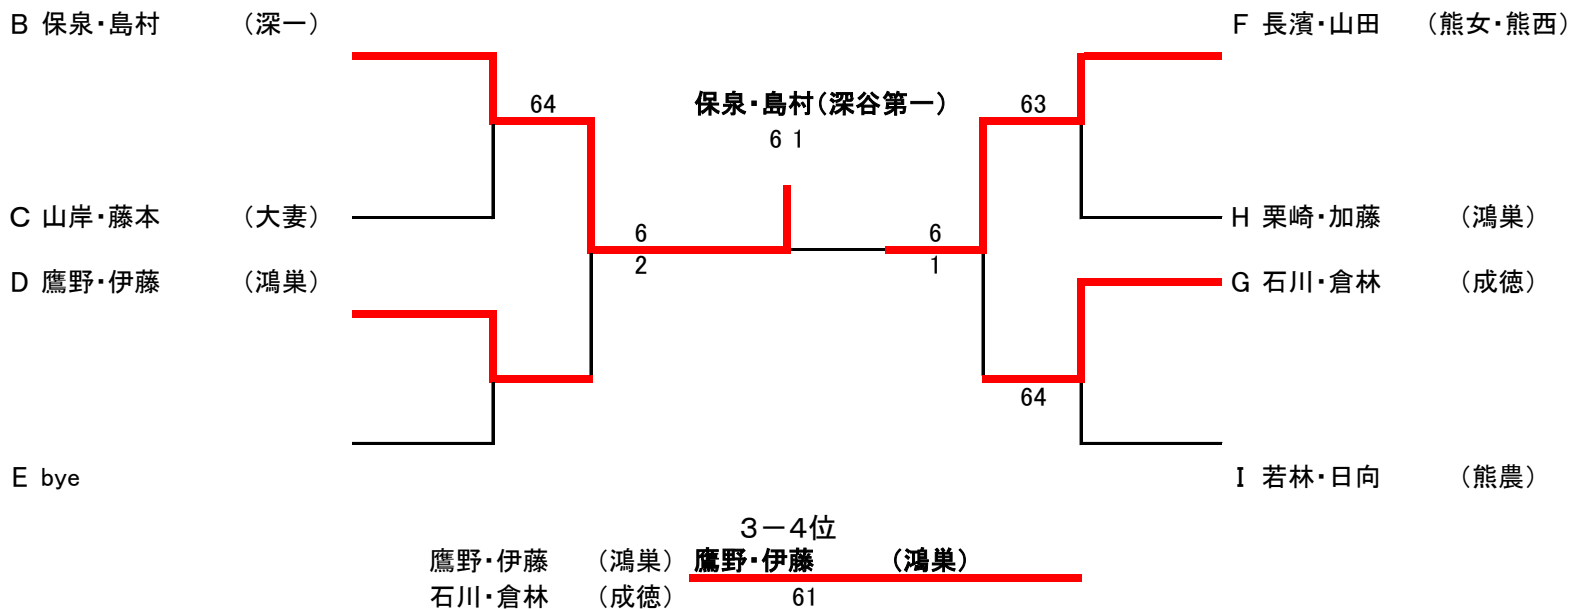 B 保泉・島村 （深一） F 長濱・山田 （熊女・熊西）
64 保泉・島村（深谷第一） 63
6 1
C 山岸・藤本 （大妻） 6 6 H 栗崎・加藤 （鴻巣）
2 1
D 鷹野・伊藤 （鴻巣） G 石川・倉林 （成徳）
64
E bye I 若林・日向 （熊農）
３－４位
鷹野・伊藤 （鴻巣） 鷹野・伊藤 （鴻巣）
石川・倉林 （成徳） 61